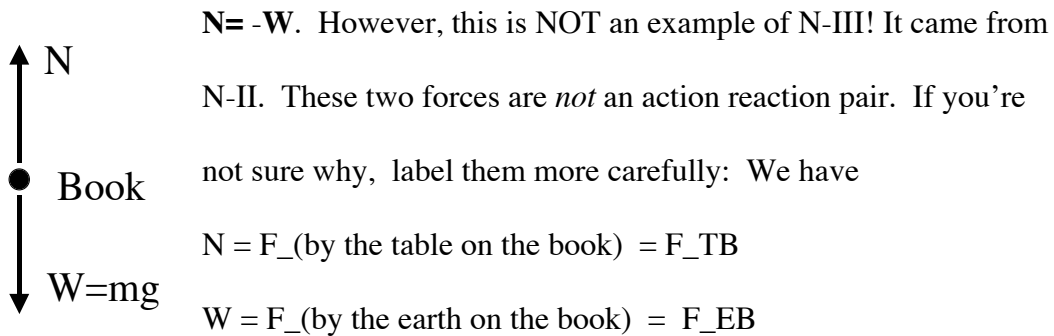 N= -W. However, this is NOT an example of N-III! It came from
N
N-II. These two forces are not an action reaction pair. If you're
Book
not sure why, label them more carefully: We have
N = F_(by the table on the book) = F_TB
W=mg
W = F_(by the earth on the book) = F_EB